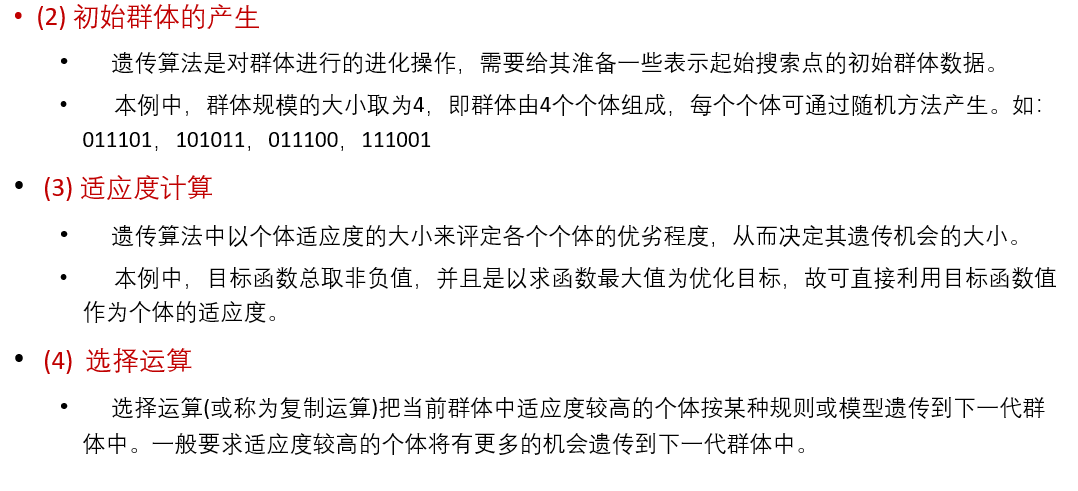 • (2) 初始群体的产生
• 遗传算法是对群体进行的进化操作，需要给其淮备一些表示起始搜索点的初始群体数据。
• 本例中，群体规模的大小取为4，即群体由4个个体组成，每个个体可通过随机方法产生。如：
011101，101011，011100，111001
• (3) 适应度计算
• 遗传算法中以个体适应度的大小来评定各个个体的优劣程度，从而决定其遗传机会的大小。
• 本例中，目标函数总取非负值，并且是以求函数最大值为优化目标，故可直接利用目标函数值
作为个体的适应度。
• (4) 选择运算
• 选择运算(或称为复制运算)把当前群体中适应度较高的个体按某种规则或模型遗传到下一代群
体中。一般要求适应度较高的个体将有更多的机会遗传到下一代群体中。